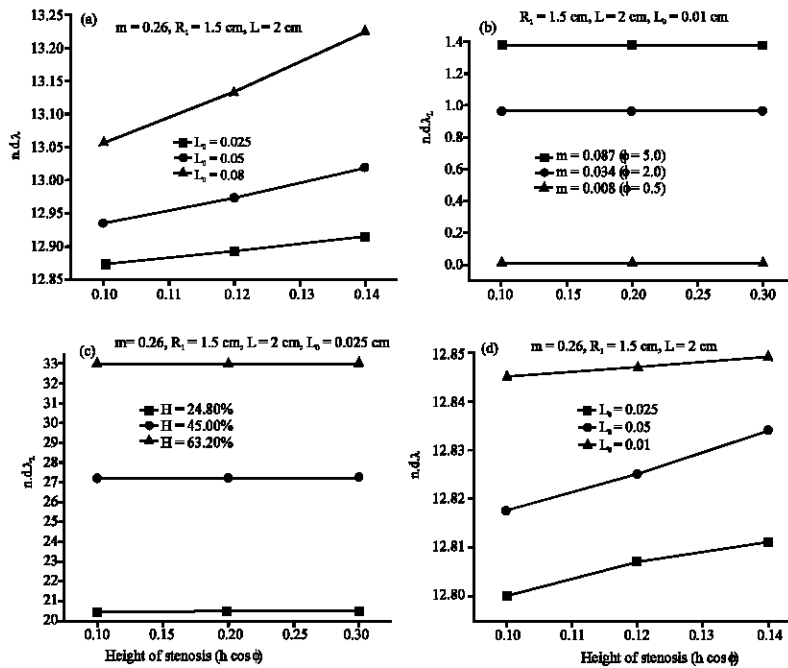 (a)
m = 0.26, R₁ = 1.5 cm, L = 2 cm
13.25
13.20
13.15
13.10
13.05
13.00
12.95
12.90
12.85
n.d.λ
L₀ = 0.025
L₀ = 0.05
L₀ = 0.08
0.10 0.11 0.12 0.13 0.14
R₁ = 1.5 cm, L = 2 cm, L₀ = 0.01 cm
(b)
1.4
1.2
1.0
0.8
0.6
0.4
0.2
0.0
n.d.λ₂
m = 0.087 (ϕ = 5.0)
m = 0.034 (ϕ = 2.0)
m = 0.008 (ϕ = 0.5)
0.10 0.15 0.20 0.25 0.30
(c)
m= 0.26, R₁ = 1.5 cm, L = 2 cm, L₀ = 0.025 cm
33
32
31
30
29
28
27
26
25
24
23
22
21
20
n.d.λ₂
H = 24.80%
H = 45.00%
H = 63.20%
0.10 0.15 0.20 0.25 0.30
Height of stenosis (h cos ϕ)
(d)
m = 0.26, R₁ = 1.5 cm, L = 2 cm
12.85
12.84
12.83
12.82
12.81
12.80
n.d.λ
L₀ = 0.025
L₀ = 0.05
L₀ = 0.01
0.10 0.11 0.12 0.13 0.14
Height of stenosis (h cos ϕ)